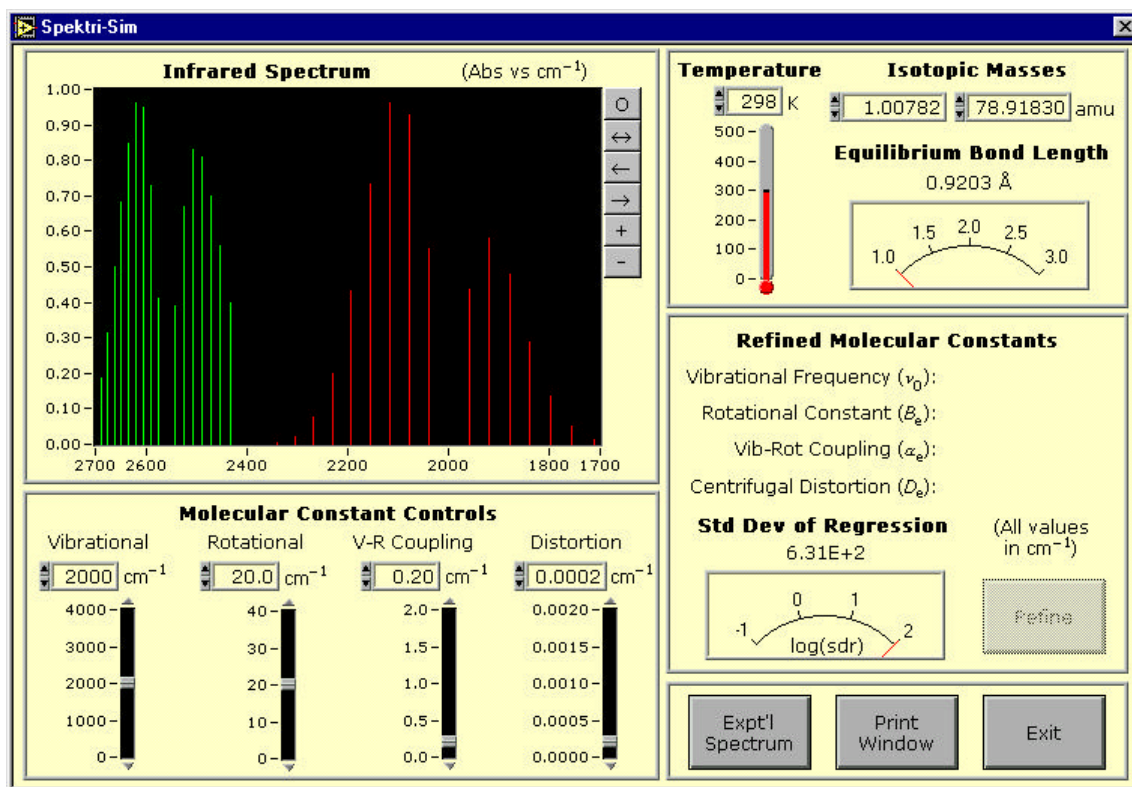 Spektri-Sim
Infrared Spectrum (Abs vs cm⁻¹)
1.00
0.90
0.80
0.70
0.60
0.50
0.40
0.30
0.20
0.10
0.00
2700 2600 2400 2200 2000 1800 1700
O
↔
←
→
+
-
Temperature
298 K
500
400
300
200
100
0
Isotopic Masses
1.00782 78.91830 amu
Equilibrium Bond Length
0.9203 Å
1.0 1.5 2.0 2.5 3.0
Molecular Constant Controls
Vibrational Rotational V-R Coupling Distortion
2000 cm⁻¹ 20.0 cm⁻¹ 0.20 cm⁻¹ 0.0002 cm⁻¹
4000 40 2.0 0.0020
3000 30 1.5 0.0015
2000 20 1.0 0.0010
1000 10 0.5 0.0005
0 0 0.0 0.0000
Refined Molecular Constants
Vibrational Frequency (ν₀):
Rotational Constant (Bₑ):
Vib-Rot Coupling (αₑ):
Centrifugal Distortion (Dₑ):
Std Dev of Regression
6.31E+2
-1 0 1 2
log(sdr)
(All values
in cm⁻¹)
Refine
Expt'l
Spectrum
Print
Window
Exit